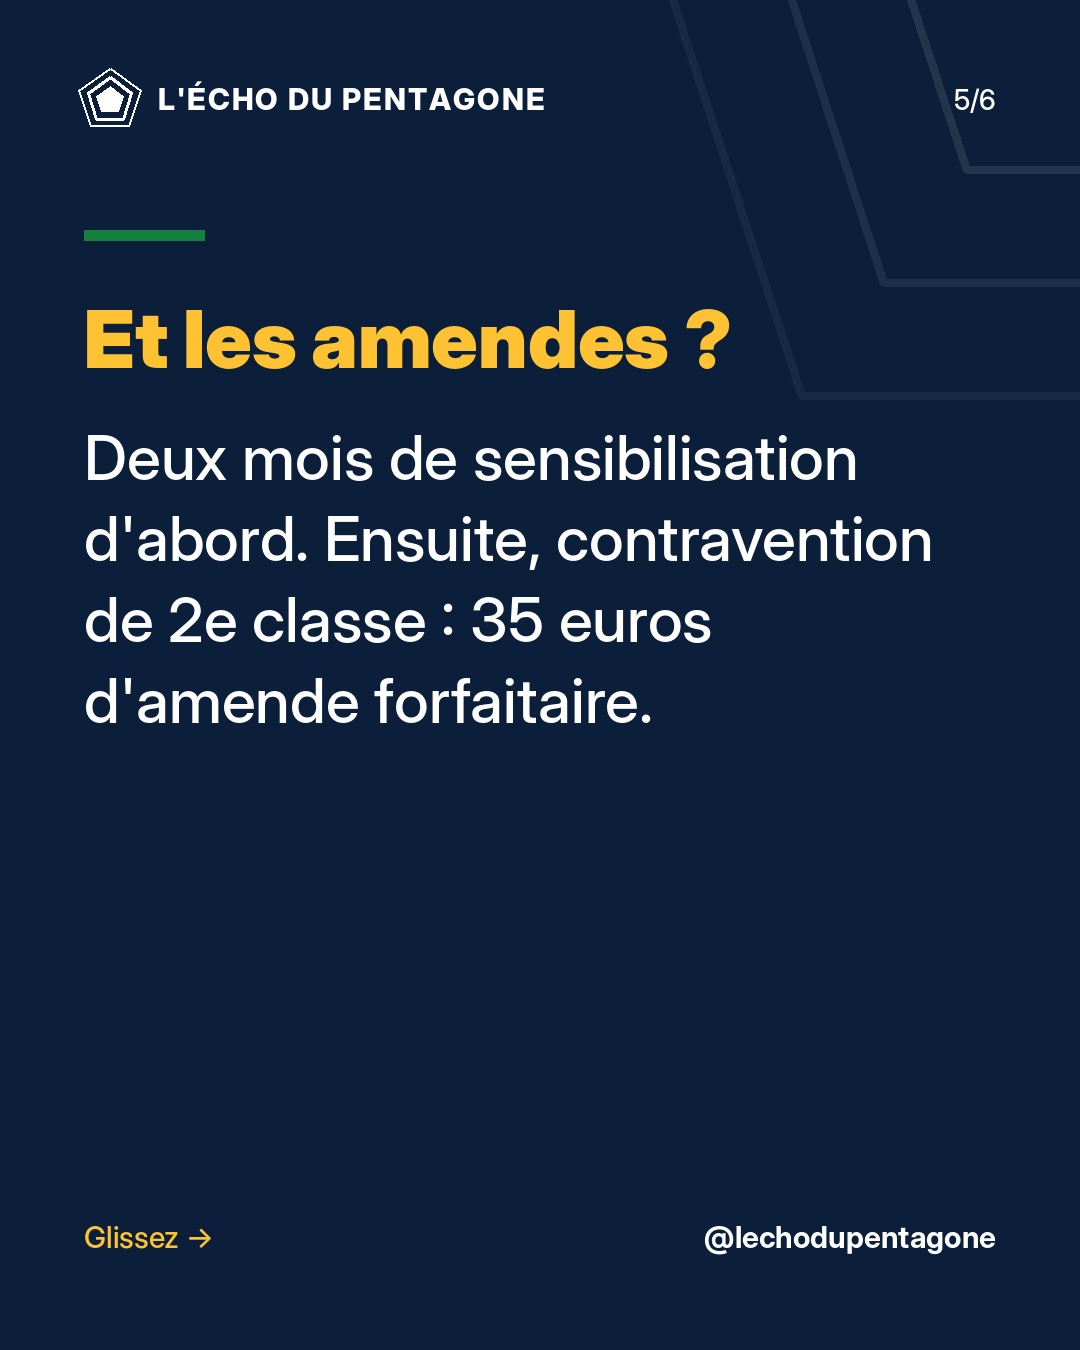 L'ÉCHO DU PENTAGONE
5/6
Et les amendes ?
Deux mois de sensibilisation
d'abord. Ensuite, contravention
de 2e classe : 35 euros
d'amende forfaitaire.
Glissez →
@lechodupentagone